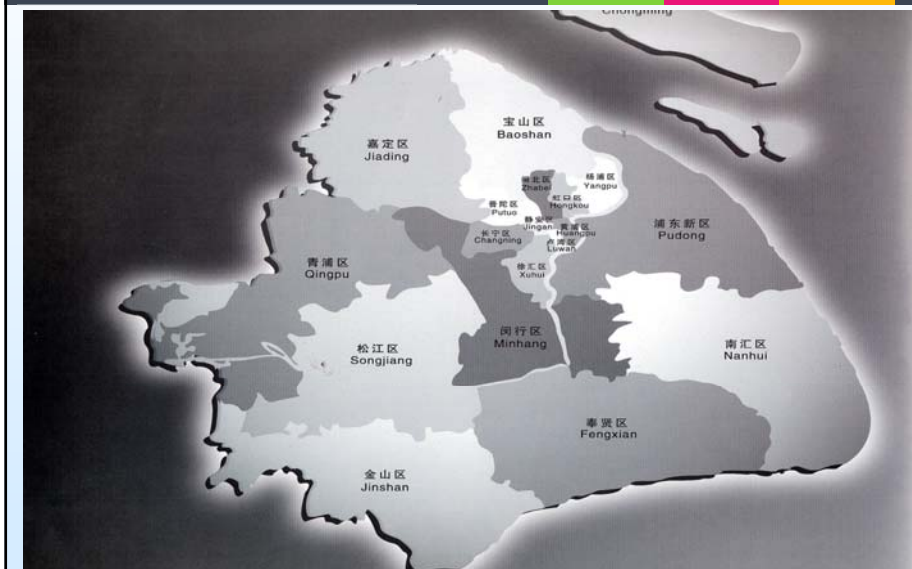 Chongming
宝山区
Baoshan
嘉定区
Jiading
闸北区
Zhabei
杨浦区
Yangpu
虹口区
Hongkou
普陀区
Putuo
静安区
Jingan
黄浦区
Huangpu
长宁区
Changning
卢湾区
Luwan
浦东新区
Pudong
徐汇区
Xuhui
青浦区
Qingpu
闵行区
Minhang
南汇区
Nanhui
松江区
Songjiang
奉贤区
Fengxian
金山区
Jinshan